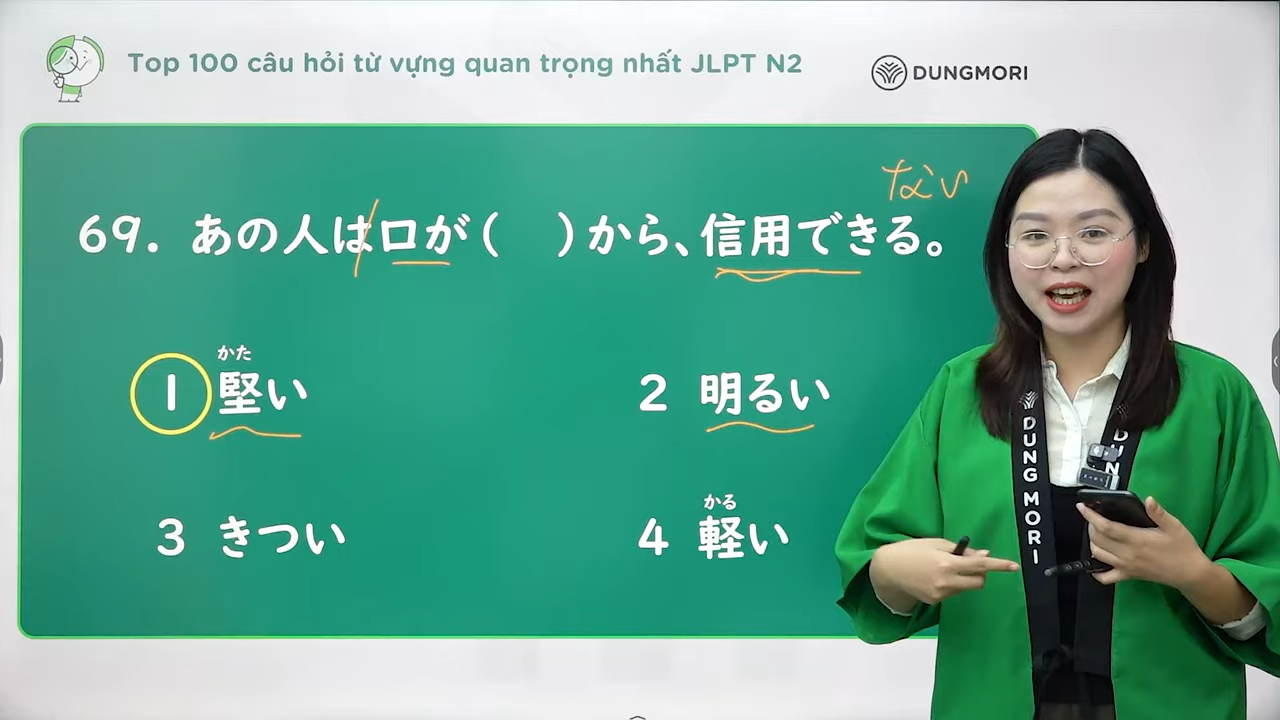 Top 100 câu hỏi từ vựng quan trọng nhất JLPT N2
DUNGMORI
ない
69. あの人は口が( )から、信用できる。
かた
1 堅い
2 明るい
3 きつい
かる
4 軽い
DUNG MORI
DUN